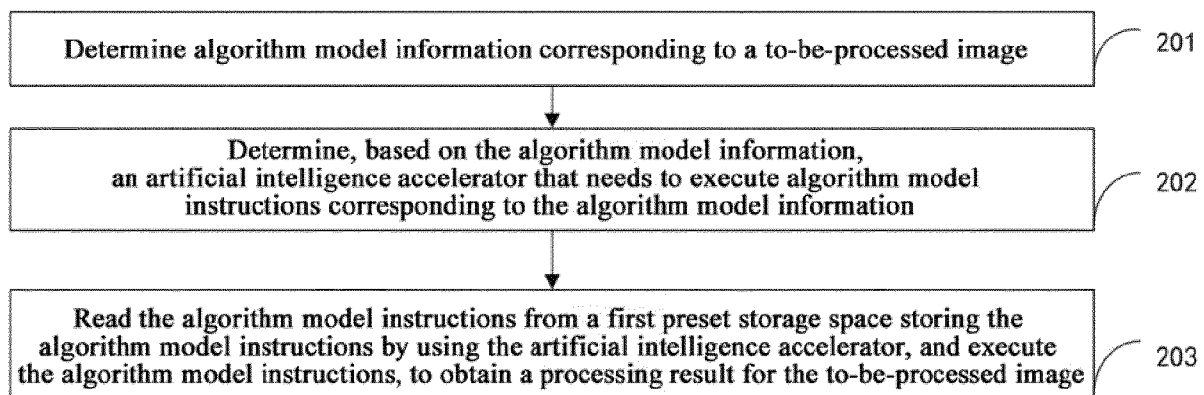 Determine algorithm model information corresponding to a to-be-processed image
201
Determine, based on the algorithm model information,
an artificial intelligence accelerator that needs to execute algorithm model
instructions corresponding to the algorithm model information
202
Read the algorithm model instructions from a first preset storage space storing the
algorithm model instructions by using the artificial intelligence accelerator, and execute
the algorithm model instructions, to obtain a processing result for the to-be-processed image
203